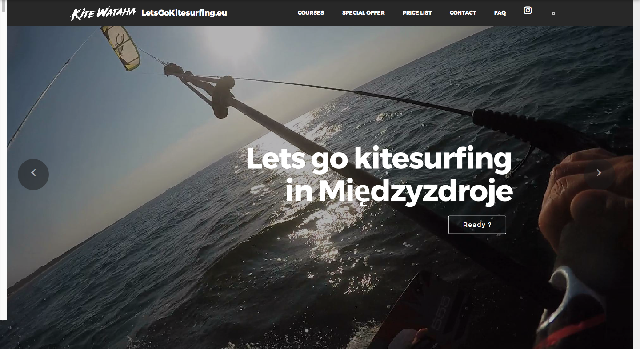 Kite Wataha LetsGoKitesurfing.eu COURSES SPECIAL OFFER PRICE LIST CONTACT FAQ
Lets go kitesurfing
in Międzyzdroje
Ready ?